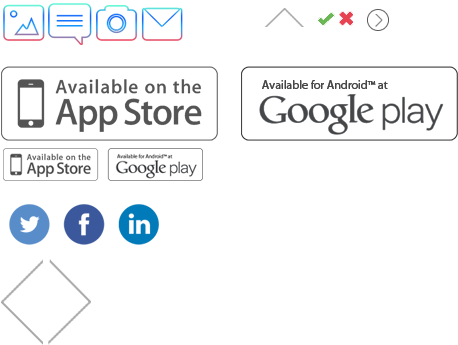 Available on the
App Store
Available for Android™ at
Google play
Available on the
App Store
Available for Android™ at
Google play
f
in